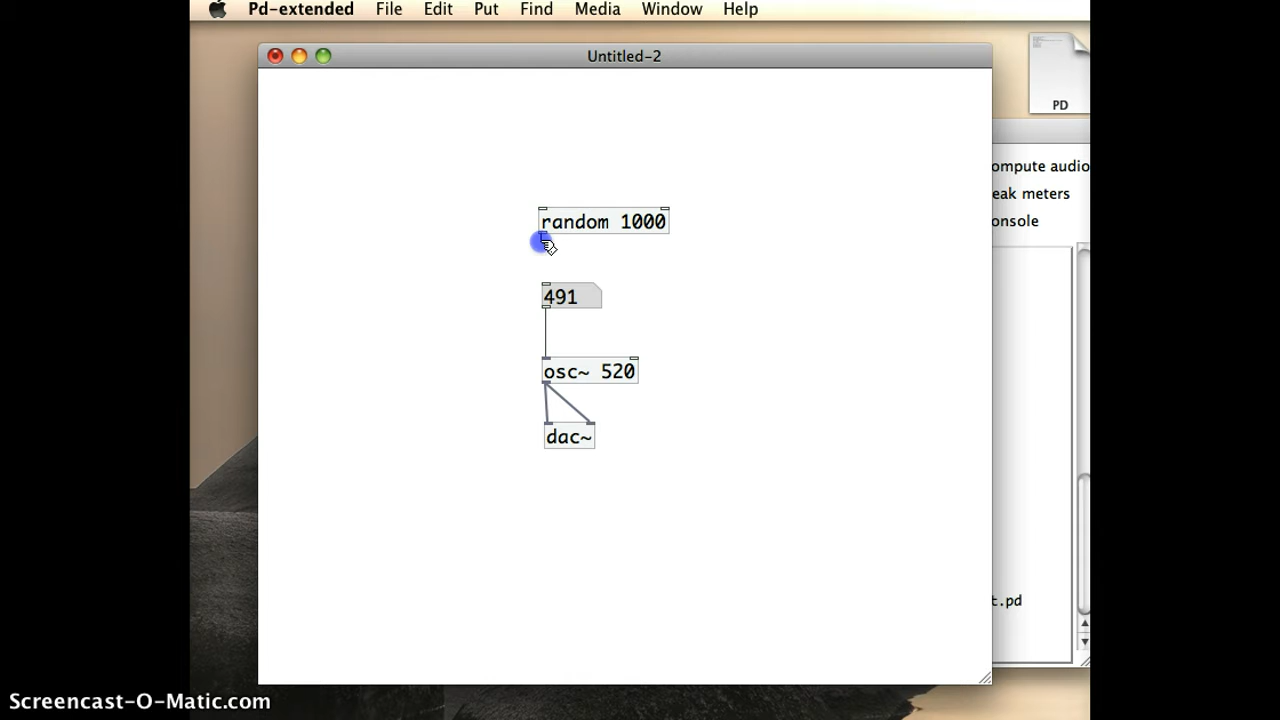 Pd-extended File Edit Put Find Media Window Help
Untitled-2
PD
ompute audio
eak meters
onsole
random 1000
491
osc~ 520
dac~
t.pd
Screencast-O-Matic.com